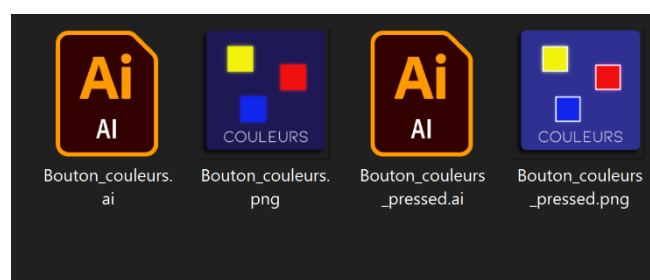 Ai
AI
COULEURS
Ai
AI
COULEURS
Bouton_couleurs.
ai
Bouton_couleurs.
png
Bouton_couleurs
_pressed.ai
Bouton_couleurs
_pressed.png